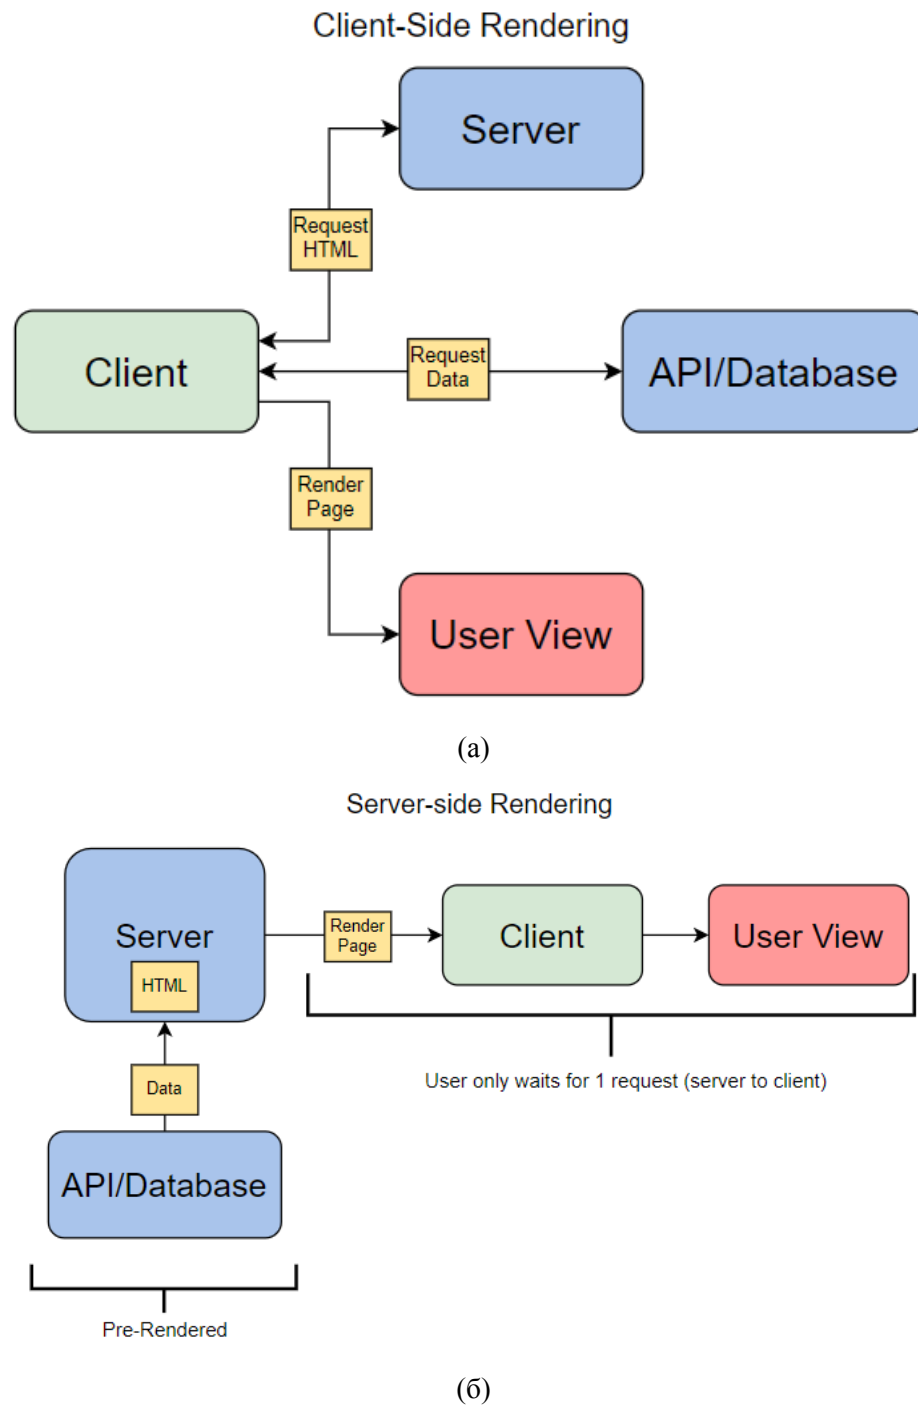 Client-Side Rendering
Server
Request
HTML
Client
Request
Data
API/Database
Render
Page
User View
(а)
Server-side Rendering
Server
HTML
Render
Page
Client
User View
Data
User only waits for 1 request (server to client)
API/Database
Pre-Rendered
(б)